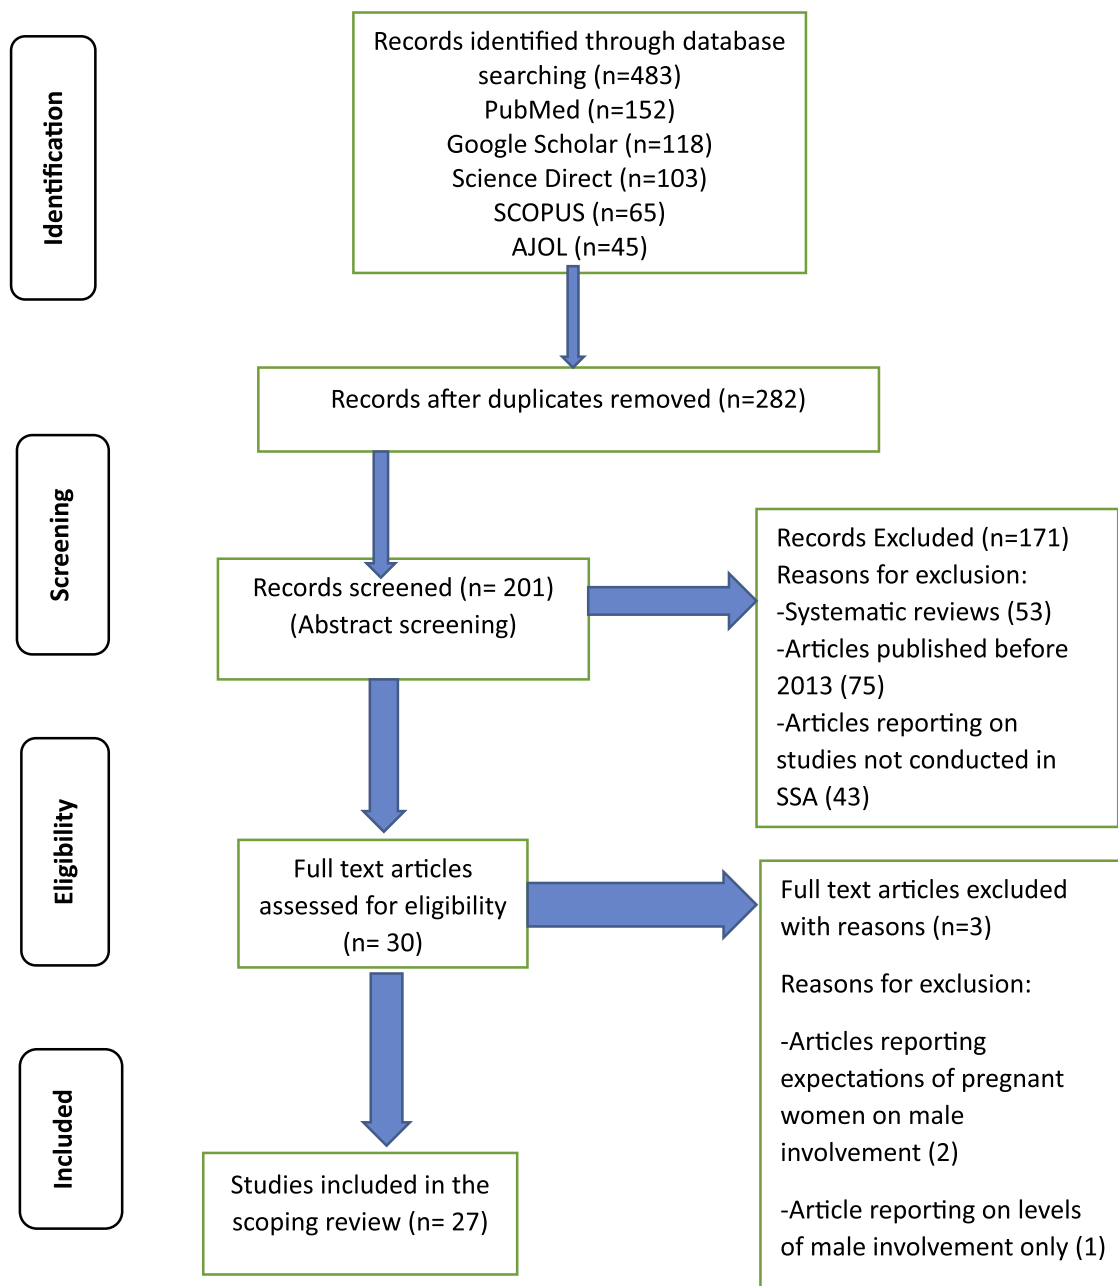 Identification
Records identified through database
searching (n=483)
PubMed (n=152)
Google Scholar (n=118)
Science Direct (n=103)
SCOPUS (n=65)
AJOL (n=45)
Records after duplicates removed (n=282)
Screening
Records screened (n= 201)
(Abstract screening)
Records Excluded (n=171)
Reasons for exclusion:
-Systematic reviews (53)
-Articles published before
2013 (75)
-Articles reporting on
studies not conducted in
SSA (43)
Eligibility
Full text articles
assessed for eligibility
(n= 30)
Full text articles excluded
with reasons (n=3)
Reasons for exclusion:
-Articles reporting
expectations of pregnant
women on male
involvement (2)
-Article reporting on levels
of male involvement only (1)
Included
Studies included in the
scoping review (n= 27)